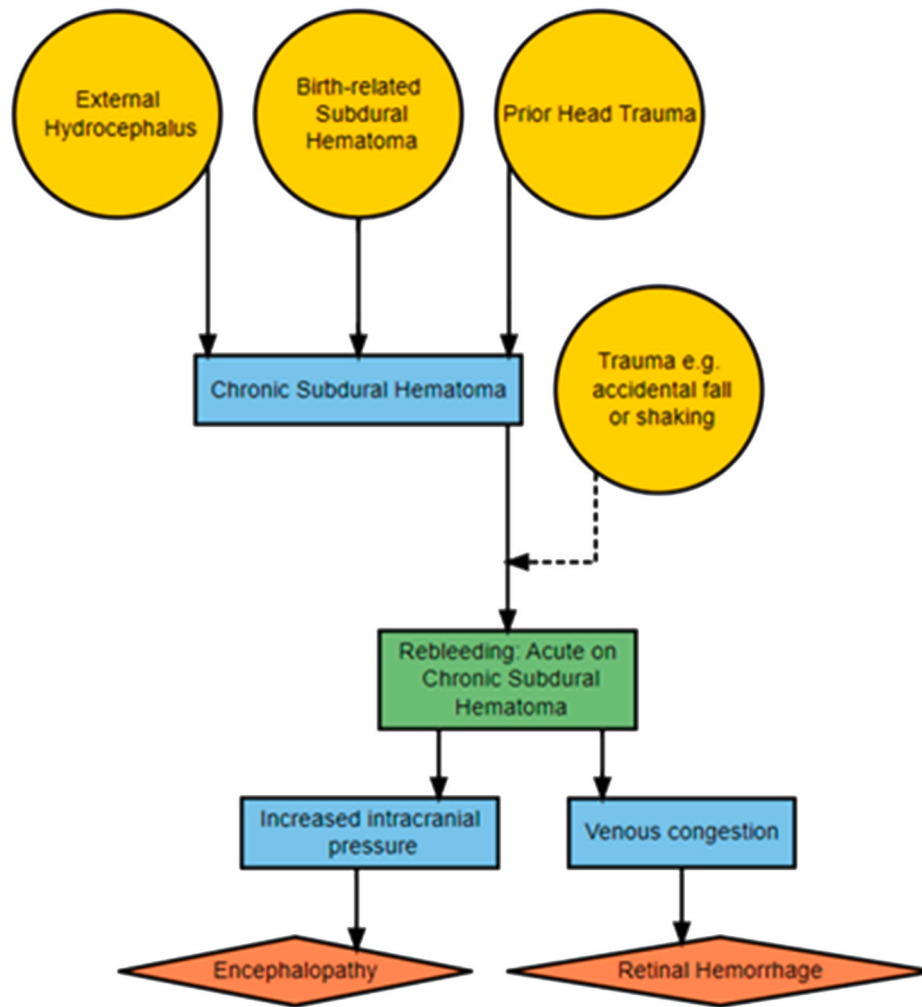 External
Hydrocephalus
Birth-related
Subdural
Hematoma
Prior Head Trauma
Chronic Subdural Hematoma
Trauma e.g.
accidental fall
or shaking
Rebleeding: Acute on
Chronic Subdural
Hematoma
Increased intracranial
pressure
Venous congestion
Encephalopathy
Retinal Hemorrhage